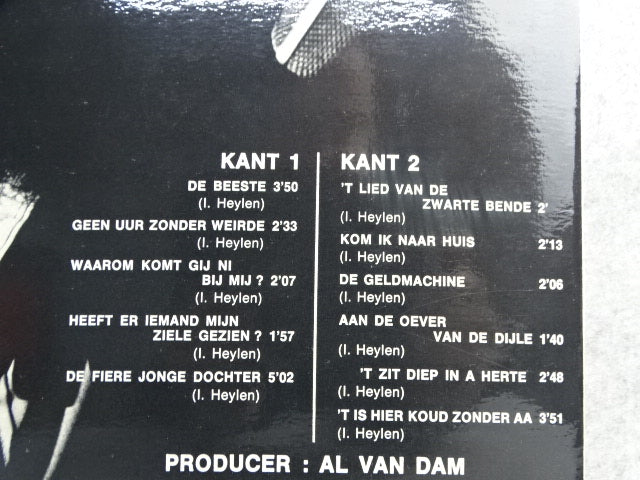 KANT 1
DE BEESTE 3'50
(I. Heylen)
GEEN UUR ZONDER WEIRDE 2'33
(I. Heylen)
WAAROM KOMT GIJ NI
BIJ MIJ ? 2'07
(I. Heylen)
HEEFT ER IEMAND MIJN
ZIELE GEZIEN ? 1'57
(I. Heylen)
DE FIERE JONGE DOCHTER 5'02
(I. Heylen)
KANT 2
'T LIED VAN DE
ZWARTE BENDE 2'
(I. Heylen)
KOM IK NAAR HUIS 2'13
(I. Heylen)
DE GELDMACHINE 2'06
(I. Heylen)
AAN DE OEVER
VAN DE DIJLE 1'40
(I. Heylen)
'T ZIT DIEP IN A HERTE 2'48
(I. Heylen)
'T IS HIER KOUD ZONDER AA 3'51
(I. Heylen)
PRODUCER : AL VAN DAM